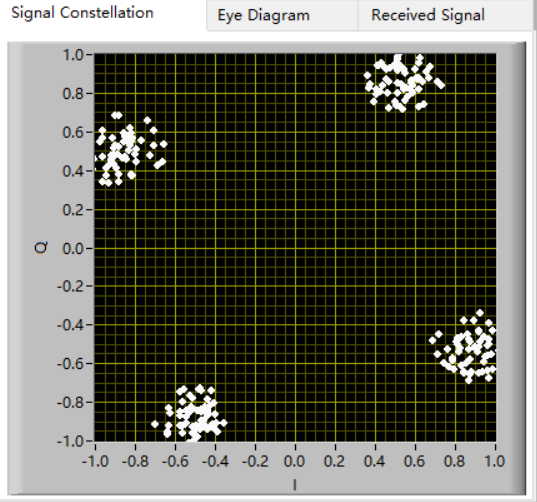 Signal Constellation
Eye Diagram
Received Signal
1.0
0.8
0.6
0.4
0.2
0.0
-0.2
-0.4
-0.6
-0.8
-1.0
Q
-1.0 -0.8 -0.6 -0.4 -0.2 0.0 0.2 0.4 0.6 0.8 1.0
I